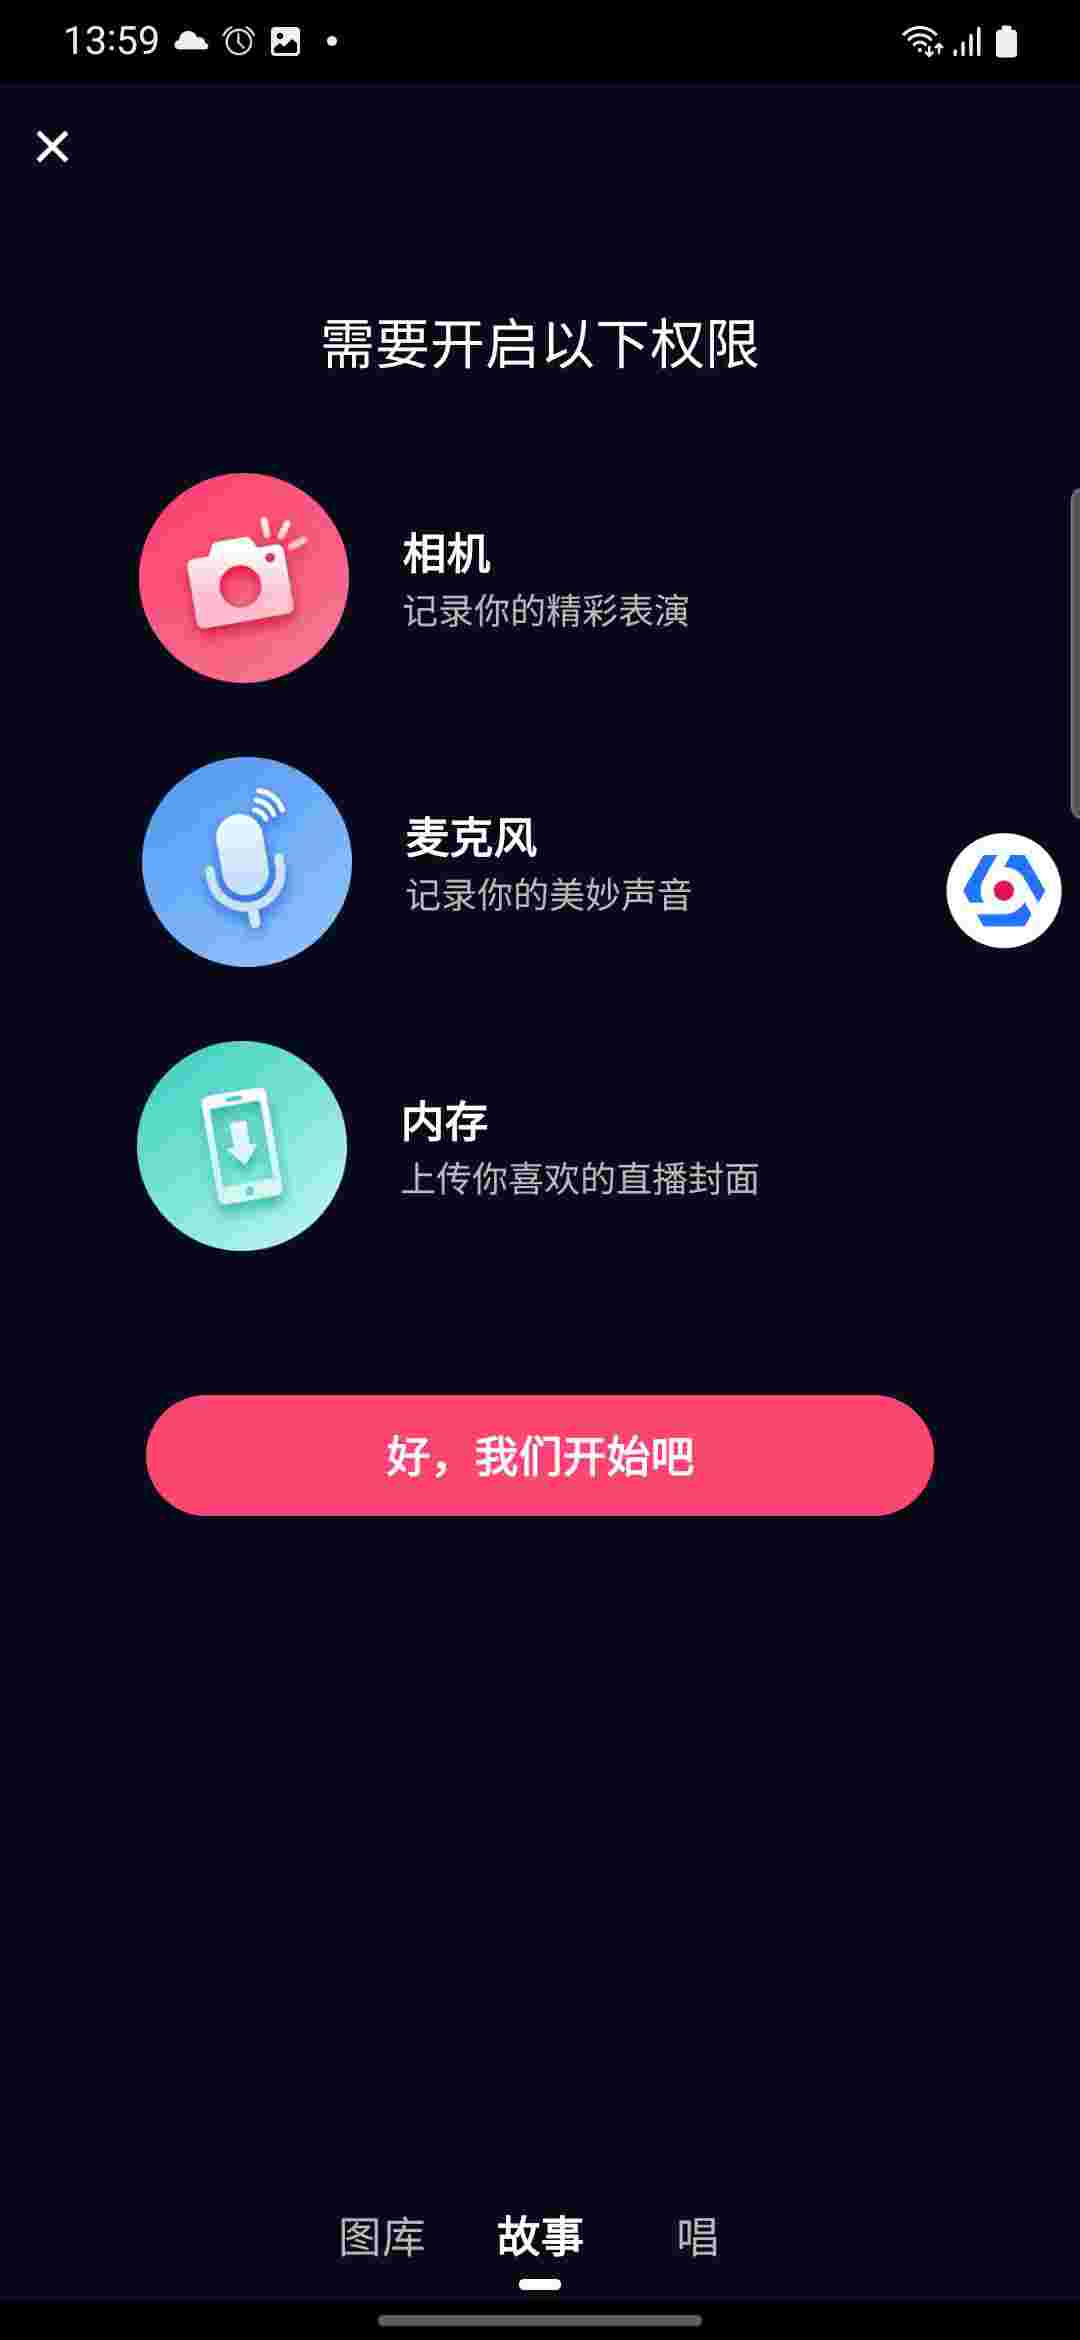 13:59
需要开启以下权限
相机
记录你的精彩表演
麦克风
记录你的美妙声音
内存
上传你喜欢的直播封面
好，我们开始吧
图库 故事 唱